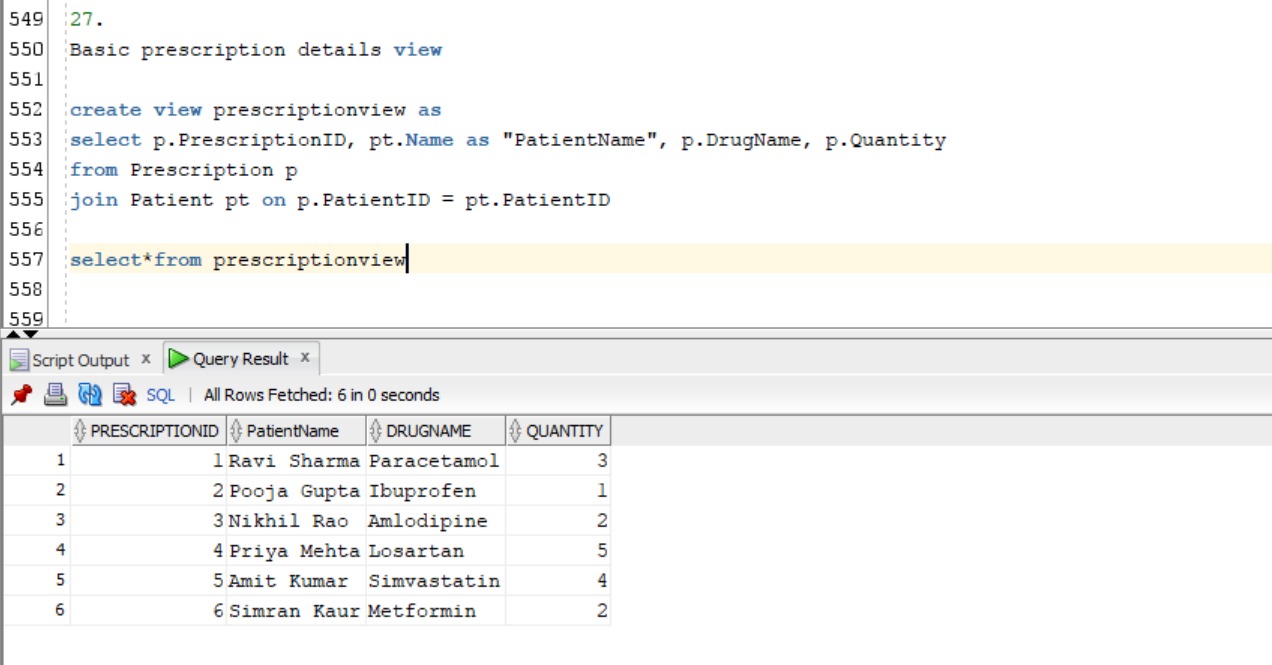 549 27.
550 Basic prescription details view
551
552 create view prescriptionview as
553 select p.PrescriptionID, pt.Name as "PatientName", p.DrugName, p.Quantity
554 from Prescription p
555 join Patient pt on p.PatientID = pt.PatientID
556
557 select*from prescriptionview
558
559
Script Output x Query Result x
SQL | All Rows Fetched: 6 in 0 seconds
PRESCRIPTIONID PatientName DRUGNAME QUANTITY
1 1 Ravi Sharma Paracetamol 3
2 2 Pooja Gupta Ibuprofen 1
3 3 Nikhil Rao Amlodipine 2
4 4 Priya Mehta Losartan 5
5 5 Amit Kumar Simvastatin 4
6 6 Simran Kaur Metformin 2